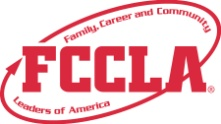 Family, Career and Community
FCCLA®
Leaders of America